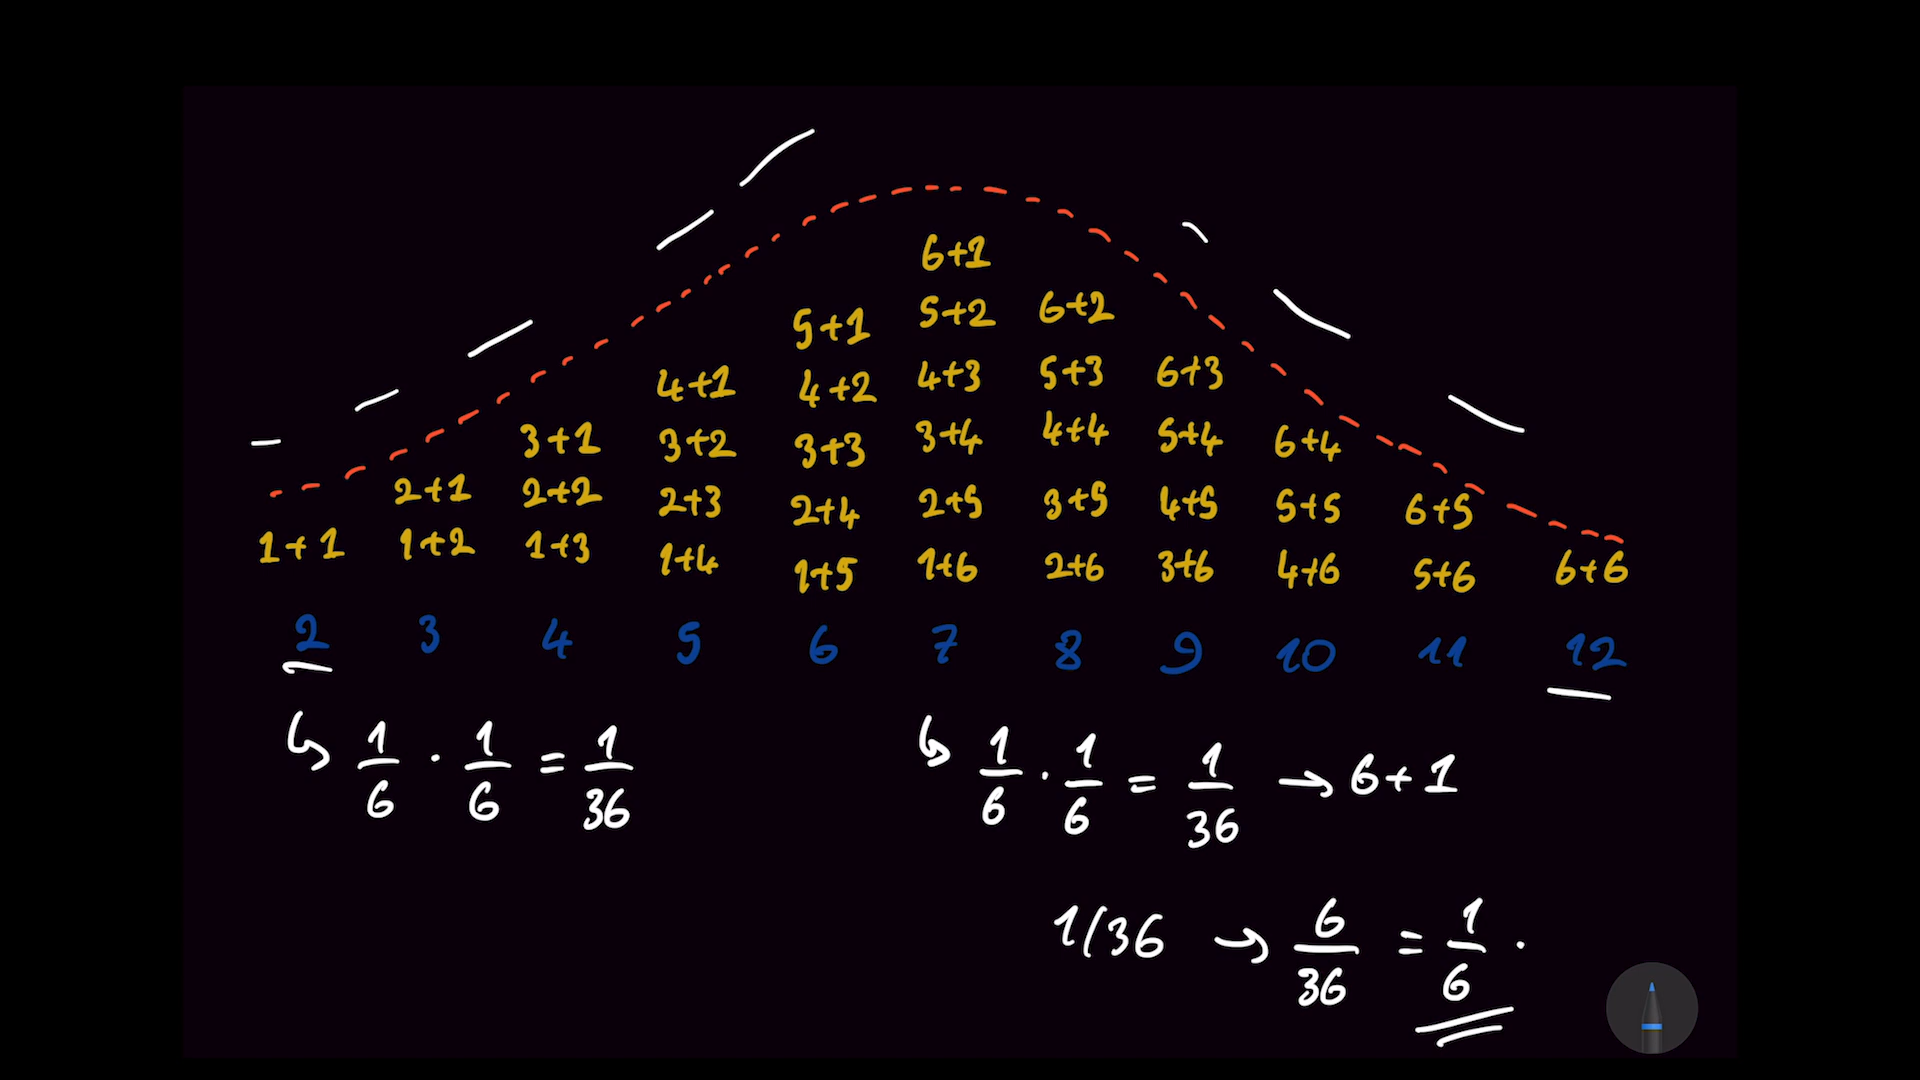 6+1
5+1 5+2 6+2
4+1 4+2 4+3 5+3 6+3
3+1 3+2 3+3 3+4 4+4 5+4 6+4
2+1 2+2 2+3 2+4 2+5 3+5 4+5 5+5 6+5
1+1 1+2 1+3 1+4 1+5 1+6 2+6 3+6 4+6 5+6 6+6
2 3 4 5 6 7 8 9 10 11 12
↳ 1/6 · 1/6 = 1/36 ↳ 1/6 · 1/6 = 1/36 → 6+1
1/36 → 6/36 = 1/6 ·